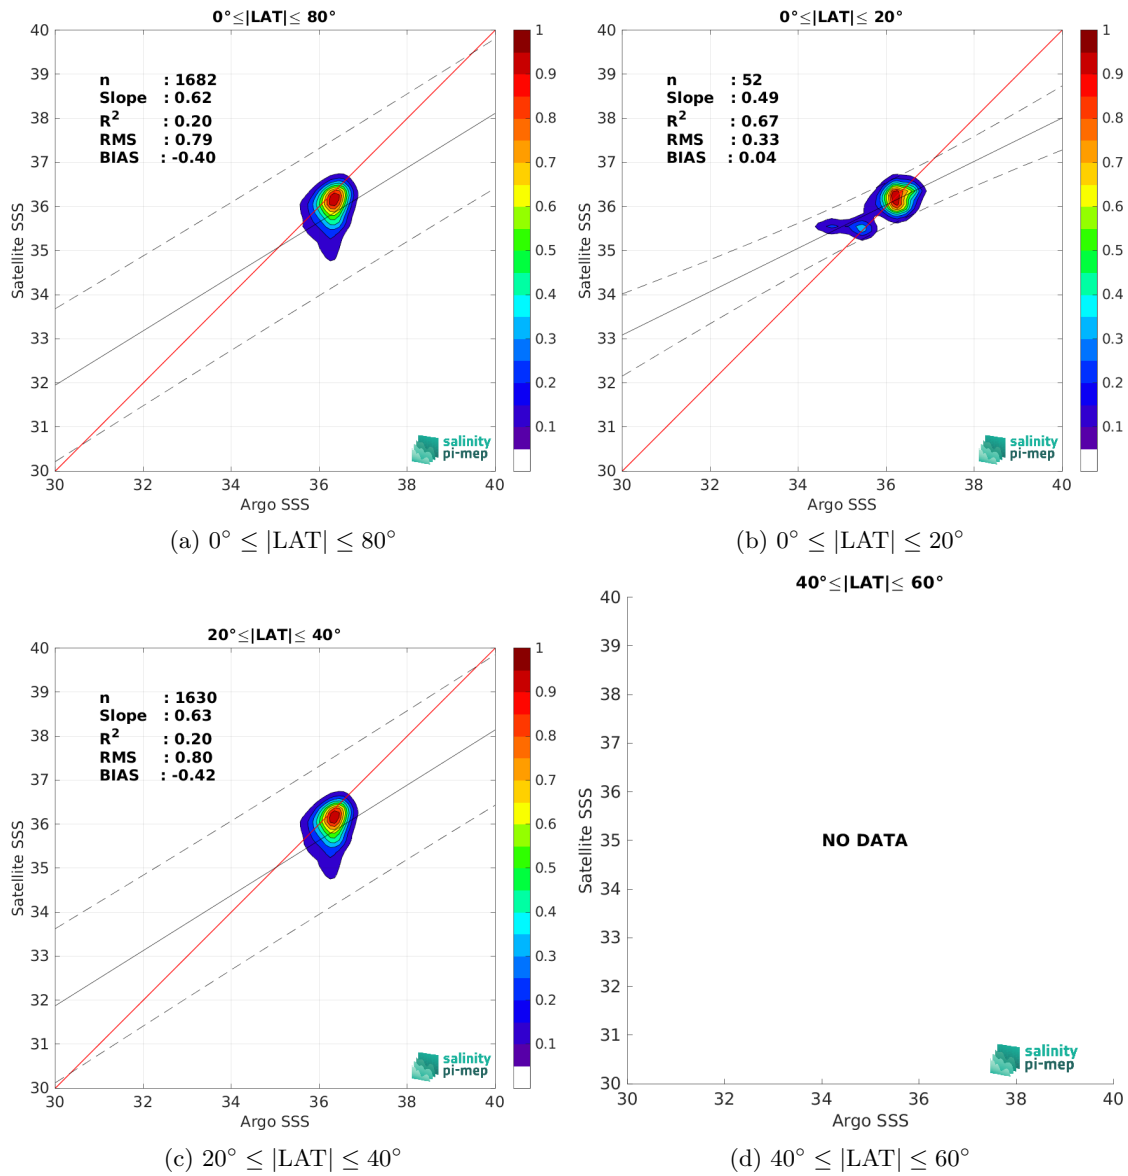 0°≤|LAT|≤ 80°
40
39
38
37
36
35
34
33
32
31
30
n : 1682
Slope : 0.62
R2 : 0.20
RMS : 0.79
BIAS : -0.40
Satellite SSS
30 32 34 36 38 40
Argo SSS
1
0.9
0.8
0.7
0.6
0.5
0.4
0.3
0.2
0.1
salinity
pi-mep
(a) 0° ≤ |LAT| ≤ 80°
0°≤|LAT|≤ 20°
40
39
38
37
36
35
34
33
32
31
30
n : 52
Slope : 0.49
R2 : 0.67
RMS : 0.33
BIAS : 0.04
Satellite SSS
30 32 34 36 38 40
Argo SSS
1
0.9
0.8
0.7
0.6
0.5
0.4
0.3
0.2
0.1
salinity
pi-mep
(b) 0° ≤ |LAT| ≤ 20°
20°≤|LAT|≤ 40°
40
39
38
37
36
35
34
33
32
31
30
n : 1630
Slope : 0.63
R2 : 0.20
RMS : 0.80
BIAS : -0.42
Satellite SSS
30 32 34 36 38 40
Argo SSS
1
0.9
0.8
0.7
0.6
0.5
0.4
0.3
0.2
0.1
salinity
pi-mep
(c) 20° ≤ |LAT| ≤ 40°
40°≤|LAT|≤ 60°
40
39
38
37
36
35
34
33
32
31
30
NO DATA
Satellite SSS
30 32 34 36 38 40
Argo SSS
salinity
pi-mep
(d) 40° ≤ |LAT| ≤ 60°